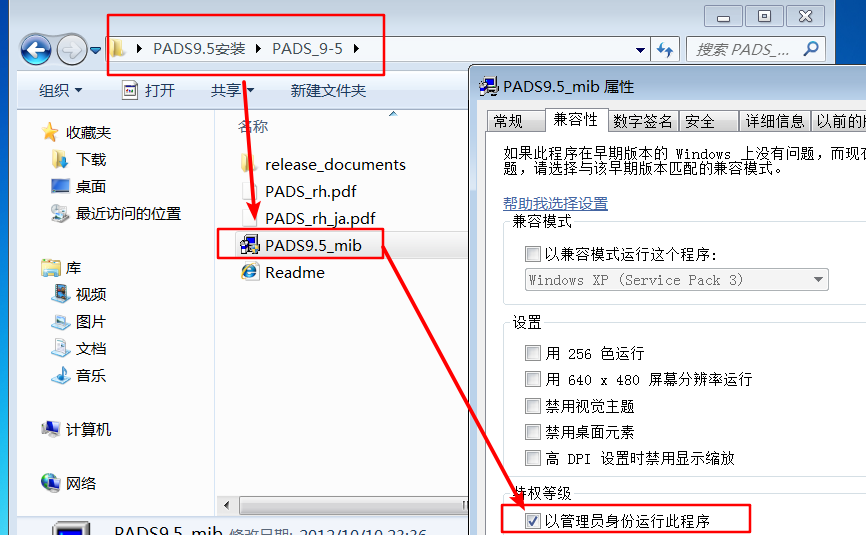 PADS9.5安装 PADS_9-5
搜索 PADS_...
组织 打开 共享 新建文件夹
收藏夹
下载
桌面
最近访问的位置
库
视频
图片
文档
音乐
计算机
网络
名称
release_documents
PADS_rh.pdf
PADS_rh_ja.pdf
PADS9.5_mib
Readme
PADS9.5_mib 修改日期: 2012/10/10 23:36
PADS9.5_mib 属性
常规 兼容性 数字签名 安全 详细信息 以前的
如果此程序在早期版本的 Windows 上没有问题，而现在
题，请选择与该早期版本匹配的兼容模式。
帮助我选择设置
兼容模式
以兼容模式运行这个程序:
Windows XP (Service Pack 3)
设置
用 256 色运行
用 640 x 480 屏幕分辨率运行
禁用视觉主题
禁用桌面元素
高 DPI 设置时禁用显示缩放
特权等级
以管理员身份运行此程序